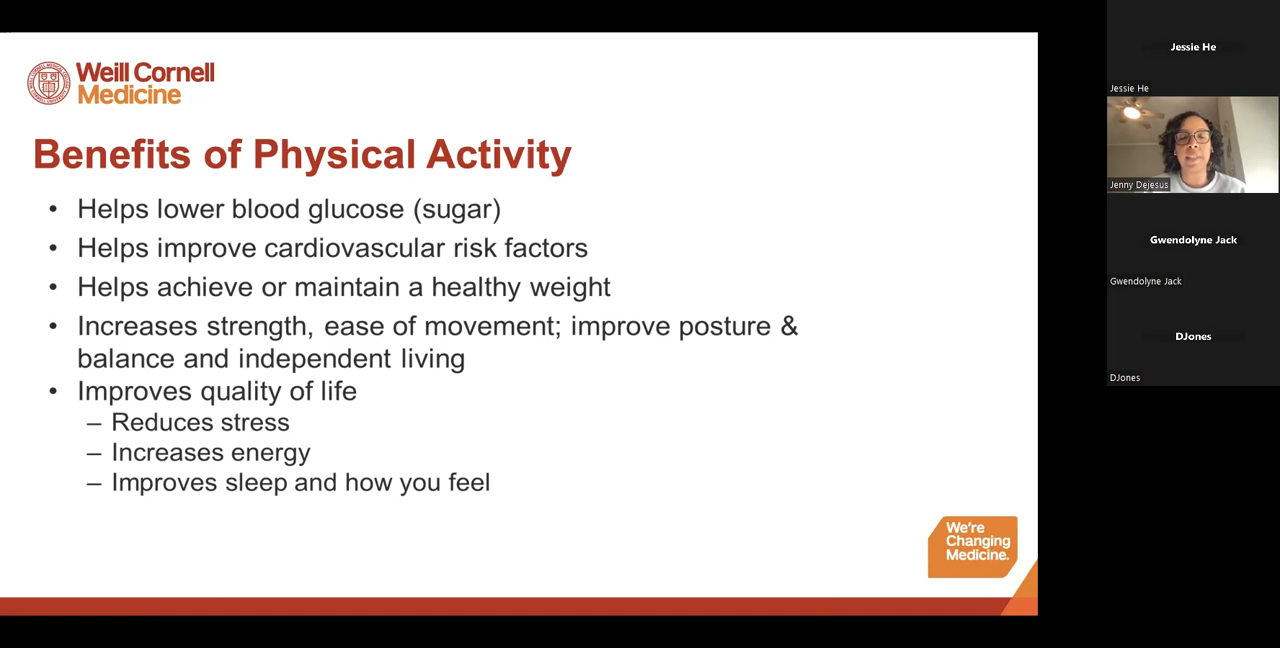 Weill Cornell
Medicine
Benefits of Physical Activity
• Helps lower blood glucose (sugar)
• Helps improve cardiovascular risk factors
• Helps achieve or maintain a healthy weight
• Increases strength, ease of movement; improve posture &
balance and independent living
• Improves quality of life
– Reduces stress
– Increases energy
– Improves sleep and how you feel
We're
Changing
Medicine.
Jessie He
Jessie He
Jenny Dejesus
Gwendolyne Jack
Gwendolyne Jack
DJones
DJones